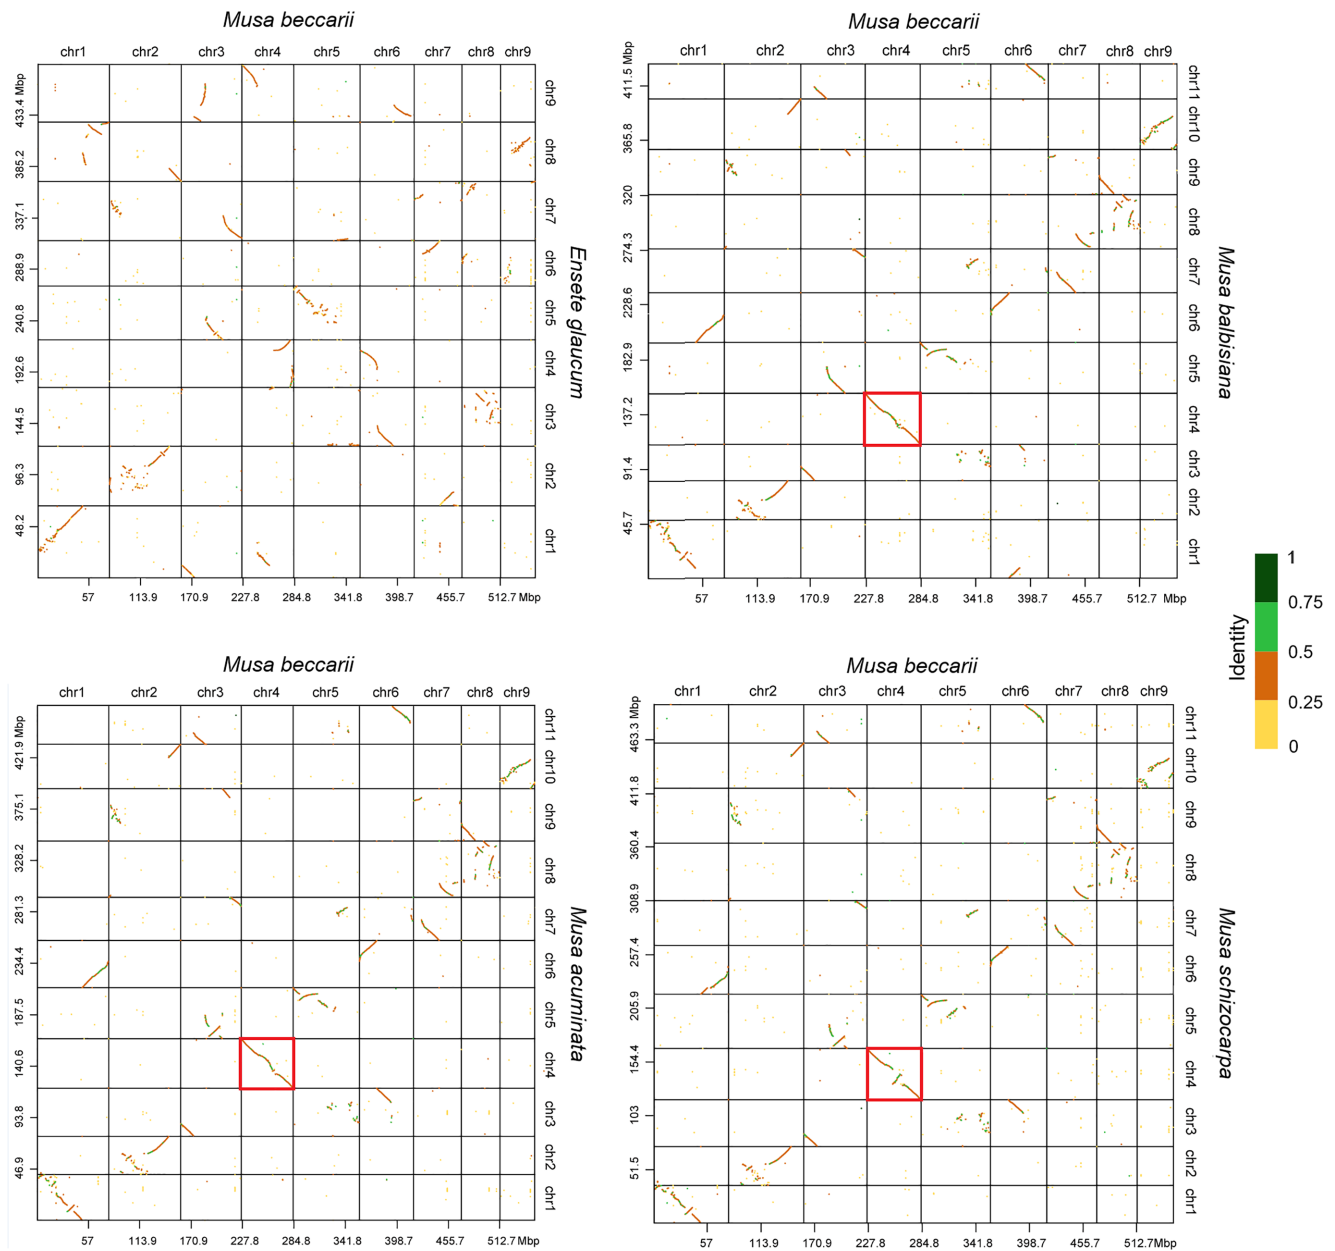 Musa beccarii
chr1 chr2 chr3 chr4 chr5 chr6 chr7 chr8 chr9
433.4 Mbp
385.2
337.1
288.9
240.8
192.6
144.5
96.3
48.2
chr9
chr8
chr7
chr6
chr5
chr4
chr3
chr2
chr1
Ensete glaucum
57 113.9 170.9 227.8 284.8 341.8 398.7 455.7 512.7 Mbp
Musa beccarii
chr1 chr2 chr3 chr4 chr5 chr6 chr7 chr8 chr9
411.5 Mbp
365.8
320
274.3
228.6
182.9
137.2
91.4
45.7
chr11
chr10
chr9
chr8
chr7
chr6
chr5
chr4
chr3
chr2
chr1
Musa balbisiana
57 113.9 170.9 227.8 284.8 341.8 398.7 455.7 512.7 Mbp
Identity
1
0.75
0.5
0.25
0
Musa beccarii
chr1 chr2 chr3 chr4 chr5 chr6 chr7 chr8 chr9
421.9 Mbp
375.1
328.2
281.3
234.4
187.5
140.6
93.8
46.9
chr11
chr10
chr9
chr8
chr7
chr6
chr5
chr4
chr3
chr2
chr1
Musa acuminata
57 113.9 170.9 227.8 284.8 341.8 398.7 455.7 512.7 Mbp
Musa beccarii
chr1 chr2 chr3 chr4 chr5 chr6 chr7 chr8 chr9
463.3 Mbp
411.8
360.4
308.9
257.4
205.9
154.4
103
51.5
chr11
chr10
chr9
chr8
chr7
chr6
chr5
chr4
chr3
chr2
chr1
Musa schizocarpa
57 113.9 170.9 227.8 284.8 341.8 398.7 455.7 512.7 Mbp